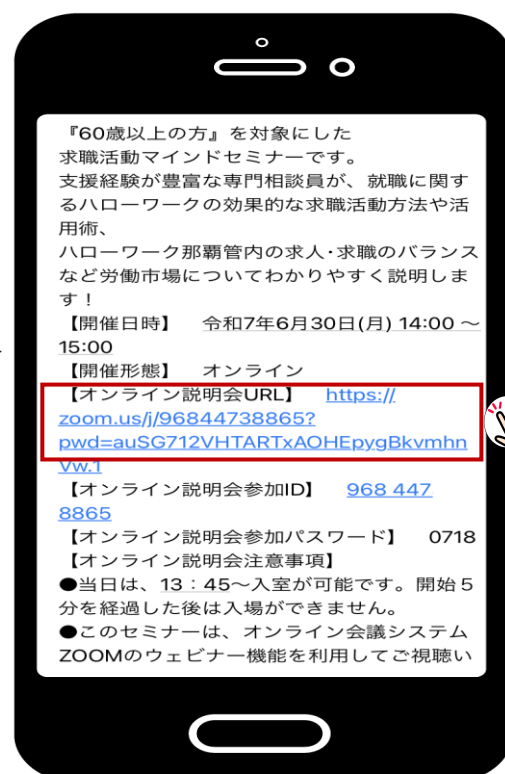 『60歳以上の方』を対象にした
求職活動マインドセミナーです。
支援経験が豊富な専門相談員が、就職に関す
るハローワークの効果的な求職活動方法や活
用術、
ハローワーク那覇管内の求人・求職のバランス
など労働市場についてわかりやすく説明しま
す！
【開催日時】　令和7年6月30日(月) 14:00 ～
15:00
【開催形態】　オンライン
【オンライン説明会URL】　https://
zoom.us/j/96844738865?
pwd=auSG712VHTARTxAOHEpygBkvmhn
Vw.1
【オンライン説明会参加ID】　968 447
8865
【オンライン説明会参加パスワード】　0718
【オンライン説明会注意事項】
●当日は、13：45～入室が可能です。開始５
分を経過した後は入場ができません。
●このセミナーは、オンライン会議システム
ZOOMのウェビナー機能を利用してご視聴い